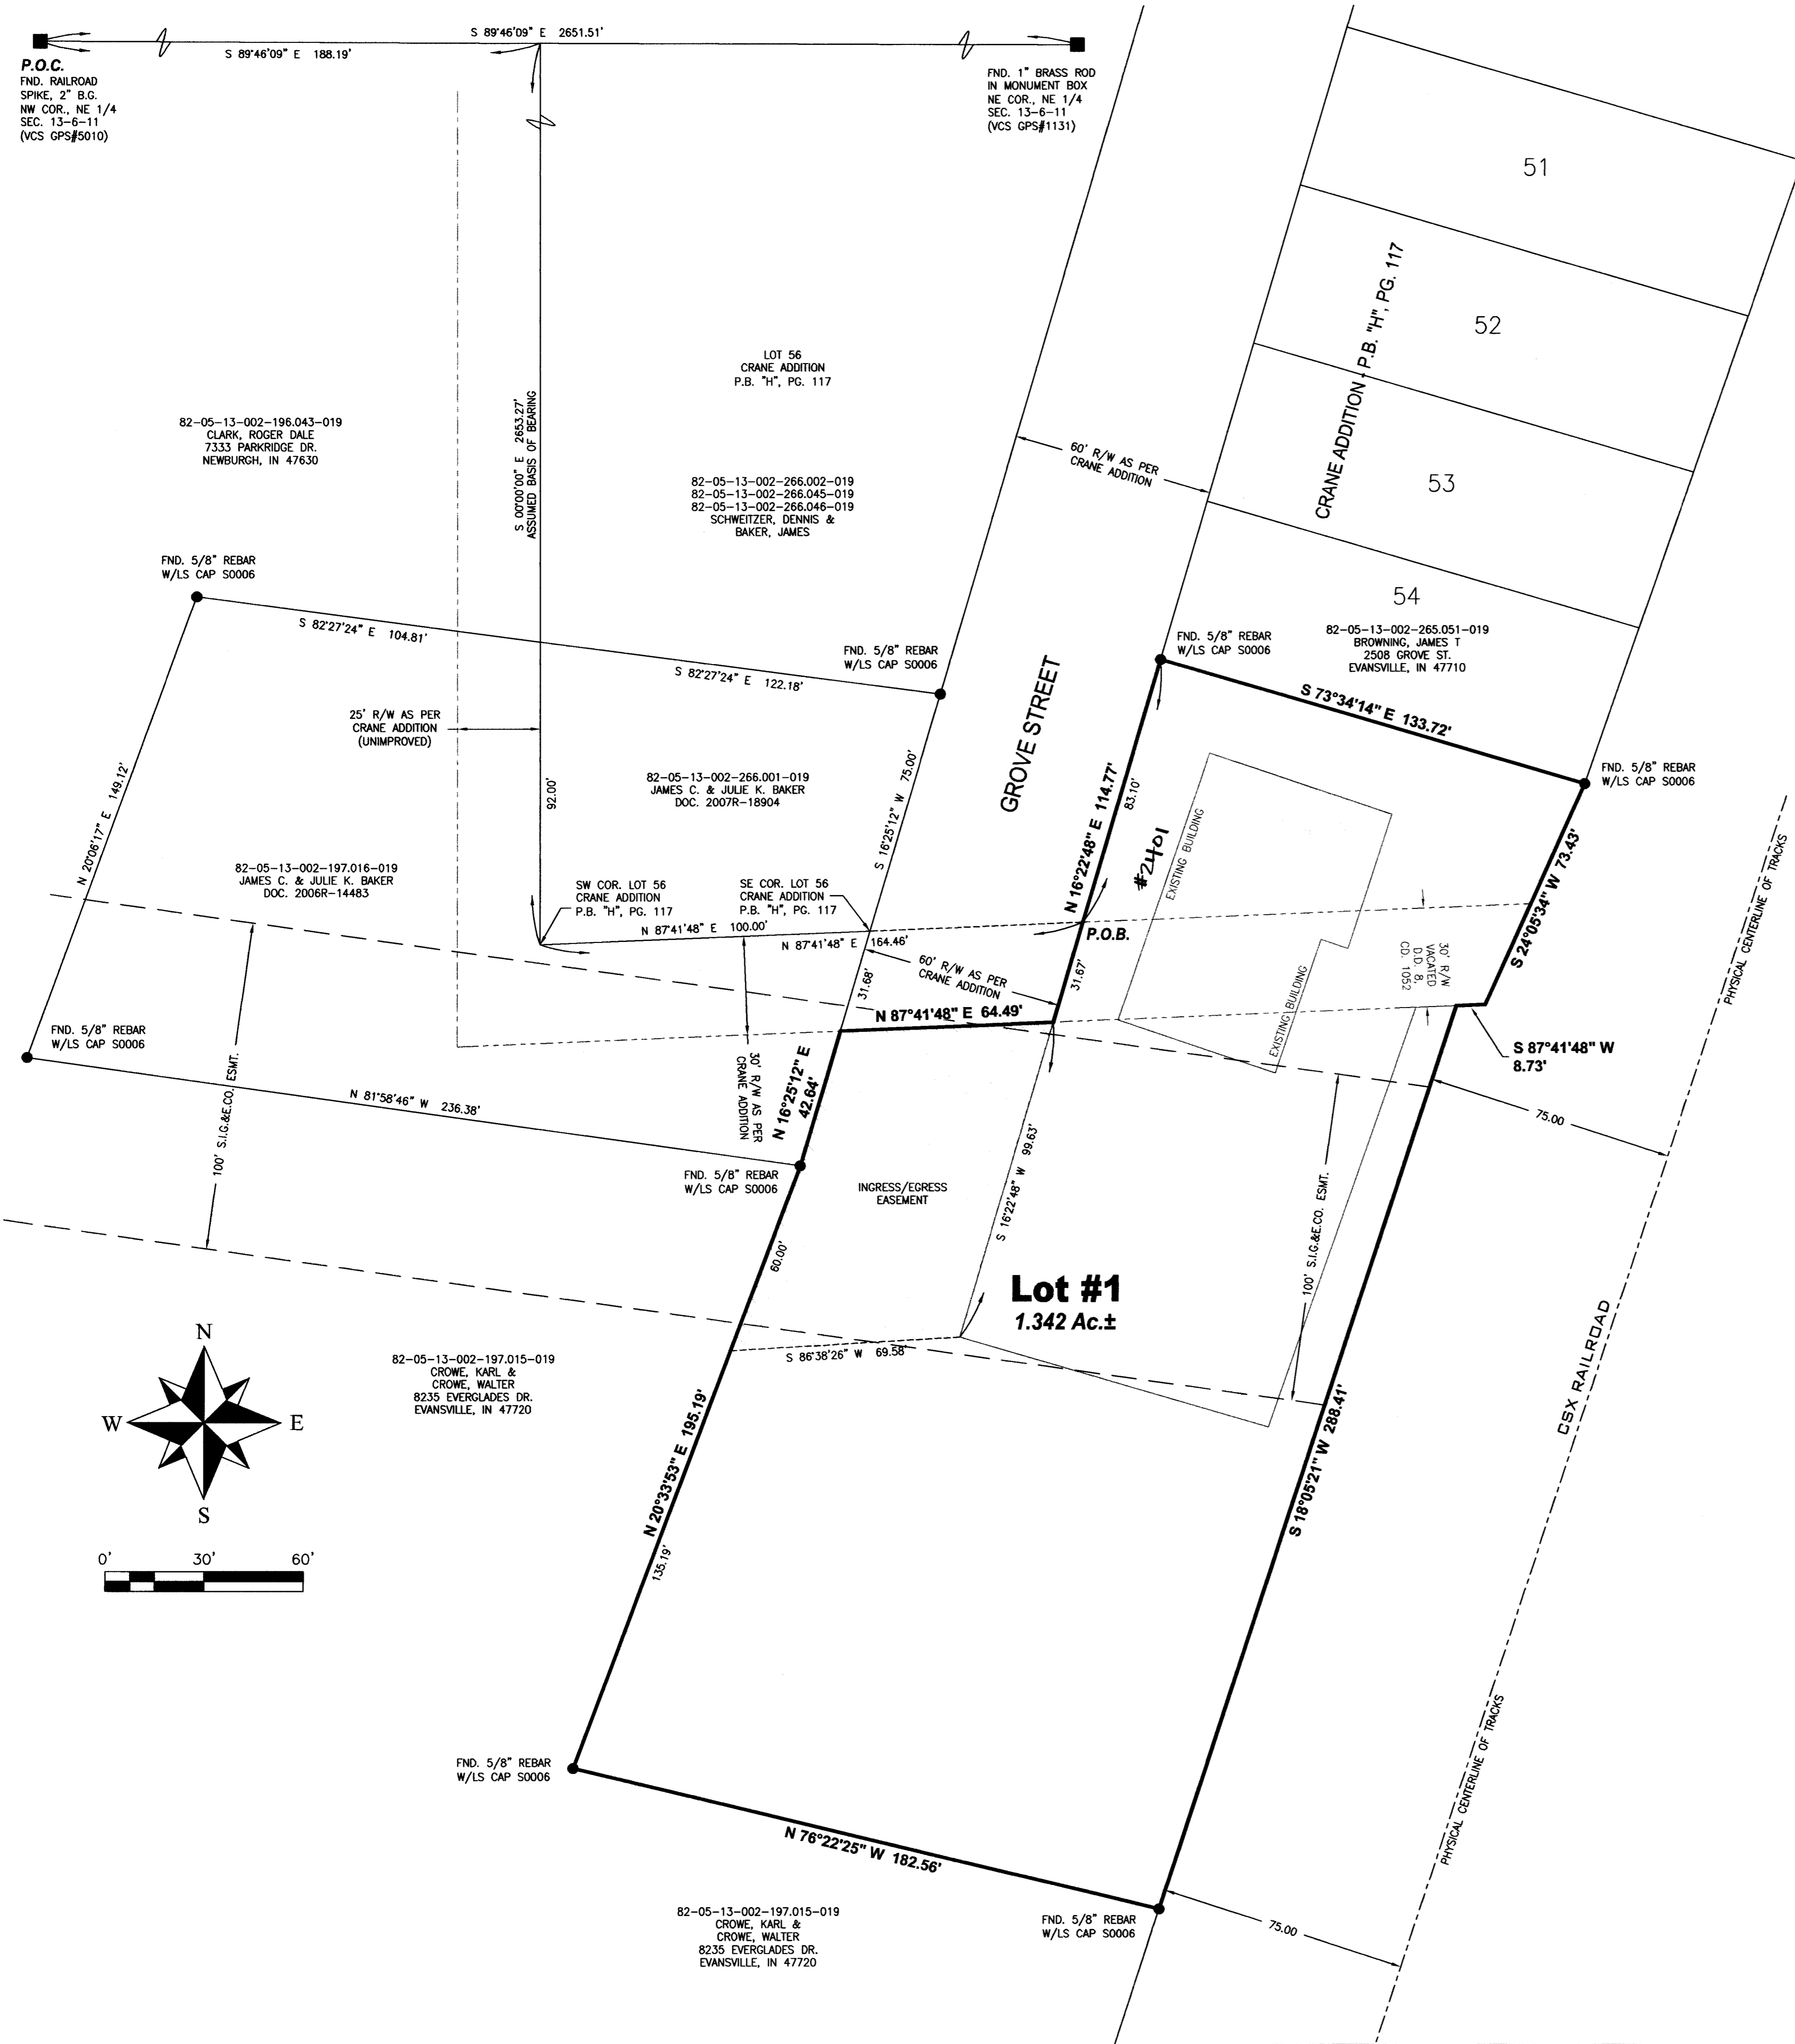 S 89°46'09" E 2651.51'
S 89°46'09" E 188.19'
P.O.C.
FND. RAILROAD
SPIKE, 2" B.G.
NW COR., NE 1/4
SEC. 13-6-11
(VCS GPS#5010)
FND. 1" BRASS ROD
IN MONUMENT BOX
NE COR., NE 1/4
SEC. 13-6-11
(VCS GPS#1131)
51
52
53
54
CRANE ADDITION - P.B. "H", PG. 117
LOT 56
CRANE ADDITION
P.B. "H", PG. 117
S 00°00'00" E 2653.27'
ASSUMED BASIS OF BEARING
82-05-13-002-196.043-019
CLARK, ROGER DALE
7333 PARKRIDGE DR.
NEWBURGH, IN 47630
82-05-13-002-266.002-019
82-05-13-002-266.045-019
82-05-13-002-266.046-019
SCHWEITZER, DENNIS &
BAKER, JAMES
60' R/W AS PER
CRANE ADDITION
82-05-13-002-265.051-019
BROWNING, JAMES T
2508 GROVE ST.
EVANSVILLE, IN 47710
FND. 5/8" REBAR
W/LS CAP S0006
S 82°27'24" E 104.81'
S 82°27'24" E 122.18'
FND. 5/8" REBAR
W/LS CAP S0006
FND. 5/8" REBAR
W/LS CAP S0006
GROVE STREET
S 73°34'14" E 133.72'
FND. 5/8" REBAR
W/LS CAP S0006
25' R/W AS PER
CRANE ADDITION
(UNIMPROVED)
N 20°06'17" E 149.12'
92.00'
82-05-13-002-266.001-019
JAMES C. & JULIE K. BAKER
DOC. 2007R-18904
S 16°25'12" W 75.00'
N 16°22'48" E 114.77'
83.10'
#2401
EXISTING BUILDING
S 24°05'34" W 73.43'
PHYSICAL CENTERLINE OF TRACKS
82-05-13-002-197.016-019
JAMES C. & JULIE K. BAKER
DOC. 2006R-14483
SW COR. LOT 56
CRANE ADDITION
P.B. "H", PG. 117
SE COR. LOT 56
CRANE ADDITION
P.B. "H", PG. 117
N 87°41'48" E 100.00'
N 87°41'48" E 164.46'
P.O.B.
60' R/W AS PER
CRANE ADDITION
31.68'
31.67'
30' R/W
VACATED
D.D. 8,
CD. 1052
N 87°41'48" E 64.49'
EXISTING BUILDING
S 87°41'48" W
8.73'
FND. 5/8" REBAR
W/LS CAP S0006
100' S.I.G.&E.CO. ESMT.
N 81°58'46" W 236.38'
30' R/W AS PER
CRANE ADDITION
N 16°25'12" E
42.64'
75.00
FND. 5/8" REBAR
W/LS CAP S0006
INGRESS/EGRESS
EASEMENT
S 16°22'48" W 99.63'
100' S.I.G.&E.CO. ESMT.
60.00'
Lot #1
1.342 Ac.±
S 86°38'26" W 69.58'
CSX RAILROAD
N
W
E
S
82-05-13-002-197.015-019
CROWE, KARL &
CROWE, WALTER
8235 EVERGLADES DR.
EVANSVILLE, IN 47720
N 20°33'53" E 195.19'
S 18°05'21" W 288.41'
0' 30' 60'
135.19'
PHYSICAL CENTERLINE OF TRACKS
FND. 5/8" REBAR
W/LS CAP S0006
N 76°22'25" W 182.56'
82-05-13-002-197.015-019
CROWE, KARL &
CROWE, WALTER
8235 EVERGLADES DR.
EVANSVILLE, IN 47720
FND. 5/8" REBAR
W/LS CAP S0006
75.00